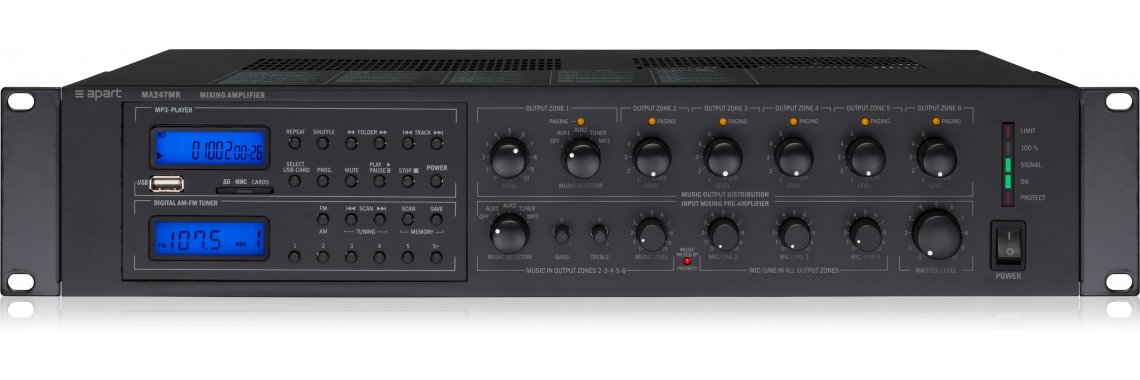 apart MA247MR MIXING AMPLIFIER
MP3-PLAYER
M3
01002 00:26
USB
SD MMC - CARDS
REPEAT SHUFFLE FOLDER TRACK
SELECT USB-CARD PROG. MUTE PLAY PAUSE STOP POWER
DIGITAL AM-FM TUNER
FM 107.5 MHz 1
FM SCAN SCAN SAVE
AM TUNING MEMORY
1 2 3 4 5 5+
OUTPUT ZONE 1 OUTPUT ZONE 2 OUTPUT ZONE 3 OUTPUT ZONE 4 OUTPUT ZONE 5 OUTPUT ZONE 6
PAGING PAGING PAGING PAGING PAGING PAGING
OFF AUX1 AUX2 TUNER MP3
LEVEL MUSIC SELECTOR LEVEL LEVEL LEVEL LEVEL LEVEL
MUSIC OUTPUT DISTRIBUTION
INPUT MIXING PRE-AMPLIFIER
OFF AUX1 AUX2 TUNER MP3
MUSIC SELECTOR BASS TREBLE MUSIC LEVEL
MUSIC MUTED BY PRIORITY
MIC/LINE 2 MIC/LINE 3 MIC/LINE 4 MASTER LEVEL
MUSIC IN OUTPUT ZONES 2-3-4-5-6
MIC/LINE IN ALL OUTPUT ZONES
LIMIT
100 %
SIGNAL
ON
PROTECT
POWER